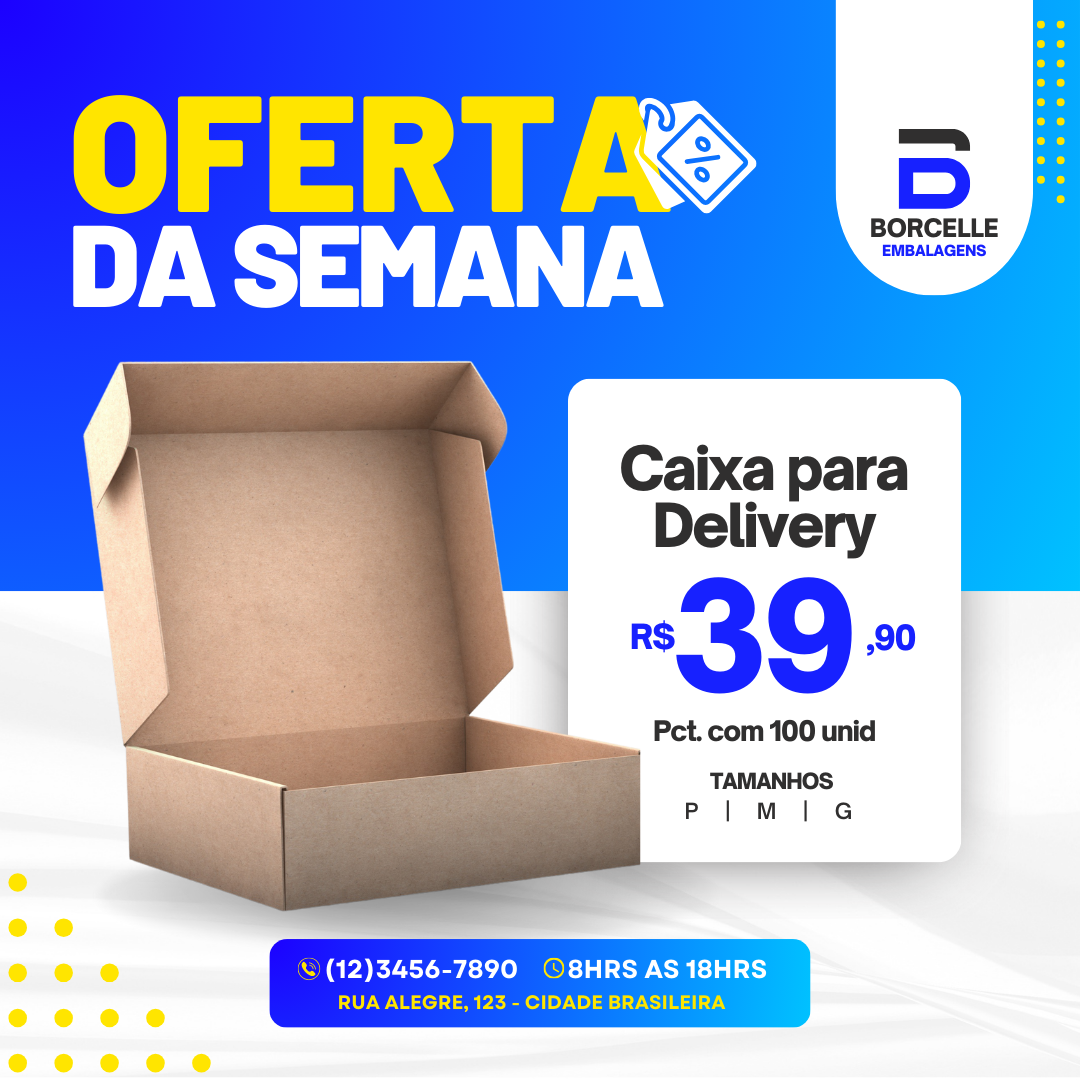 OFERTA
DA SEMANA
%
BORCELLE
EMBALAGENS
Caixa para
Delivery
R$39,90
Pct. com 100 unid
TAMANHOS
P | M | G
(12)3456-7890 8HRS AS 18HRS
RUA ALEGRE, 123 - CIDADE BRASILEIRA